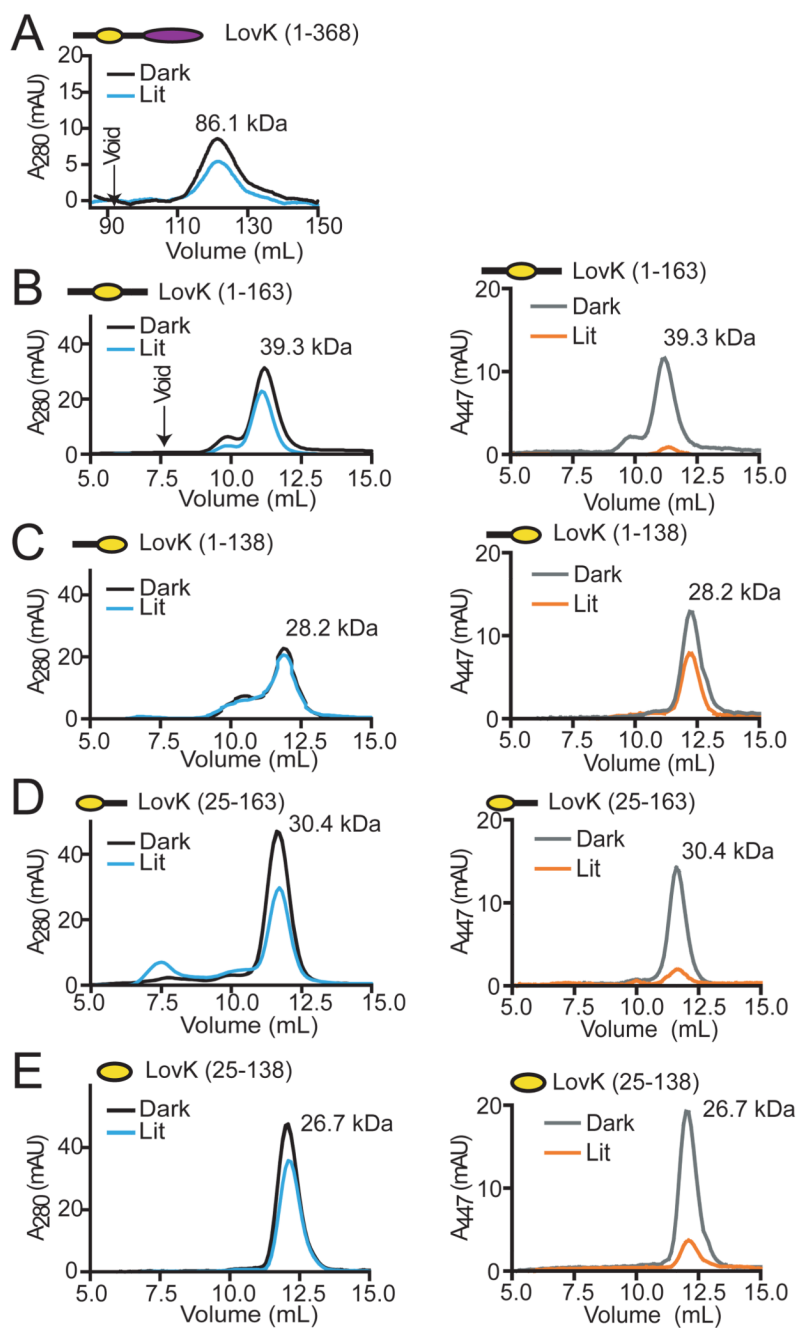 A
LovK (1-368)
20
15
10
5
0
A280 (mAU)
Dark
Lit
86.1 kDa
Void
90 110 130 150
Volume (mL)
B
LovK (1-163)
40
20
0
A280 (mAU)
Dark
Lit
39.3 kDa
Void
5.0 7.5 10.0 12.5 15.0
Volume (mL)
LovK (1-163)
20
10
0
A447 (mAU)
Dark
Lit
39.3 kDa
5.0 7.5 10.0 12.5 15.0
Volume (mL)
C
LovK (1-138)
40
20
0
A280 (mAU)
Dark
Lit
28.2 kDa
5.0 7.5 10.0 12.5 15.0
Volume (mL)
LovK (1-138)
20
10
0
A447 (mAU)
Dark
Lit
28.2 kDa
5.0 7.5 10.0 12.5 15.0
Volume (mL)
D
LovK (25-163)
40
20
0
A280 (mAU)
Dark
Lit
30.4 kDa
5.0 7.5 10.0 12.5 15.0
Volume (mL)
LovK (25-163)
20
10
0
A447 (mAU)
Dark
Lit
30.4 kDa
5.0 7.5 10.0 12.5 15.0
Volume (mL)
E
LovK (25-138)
40
20
0
A280 (mAU)
Dark
Lit
26.7 kDa
5.0 7.5 10.0 12.5 15.0
Volume (mL)
LovK (25-138)
20
10
0
A447 (mAU)
Dark
Lit
26.7 kDa
5.0 7.5 10.0 12.5 15.0
Volume (mL)